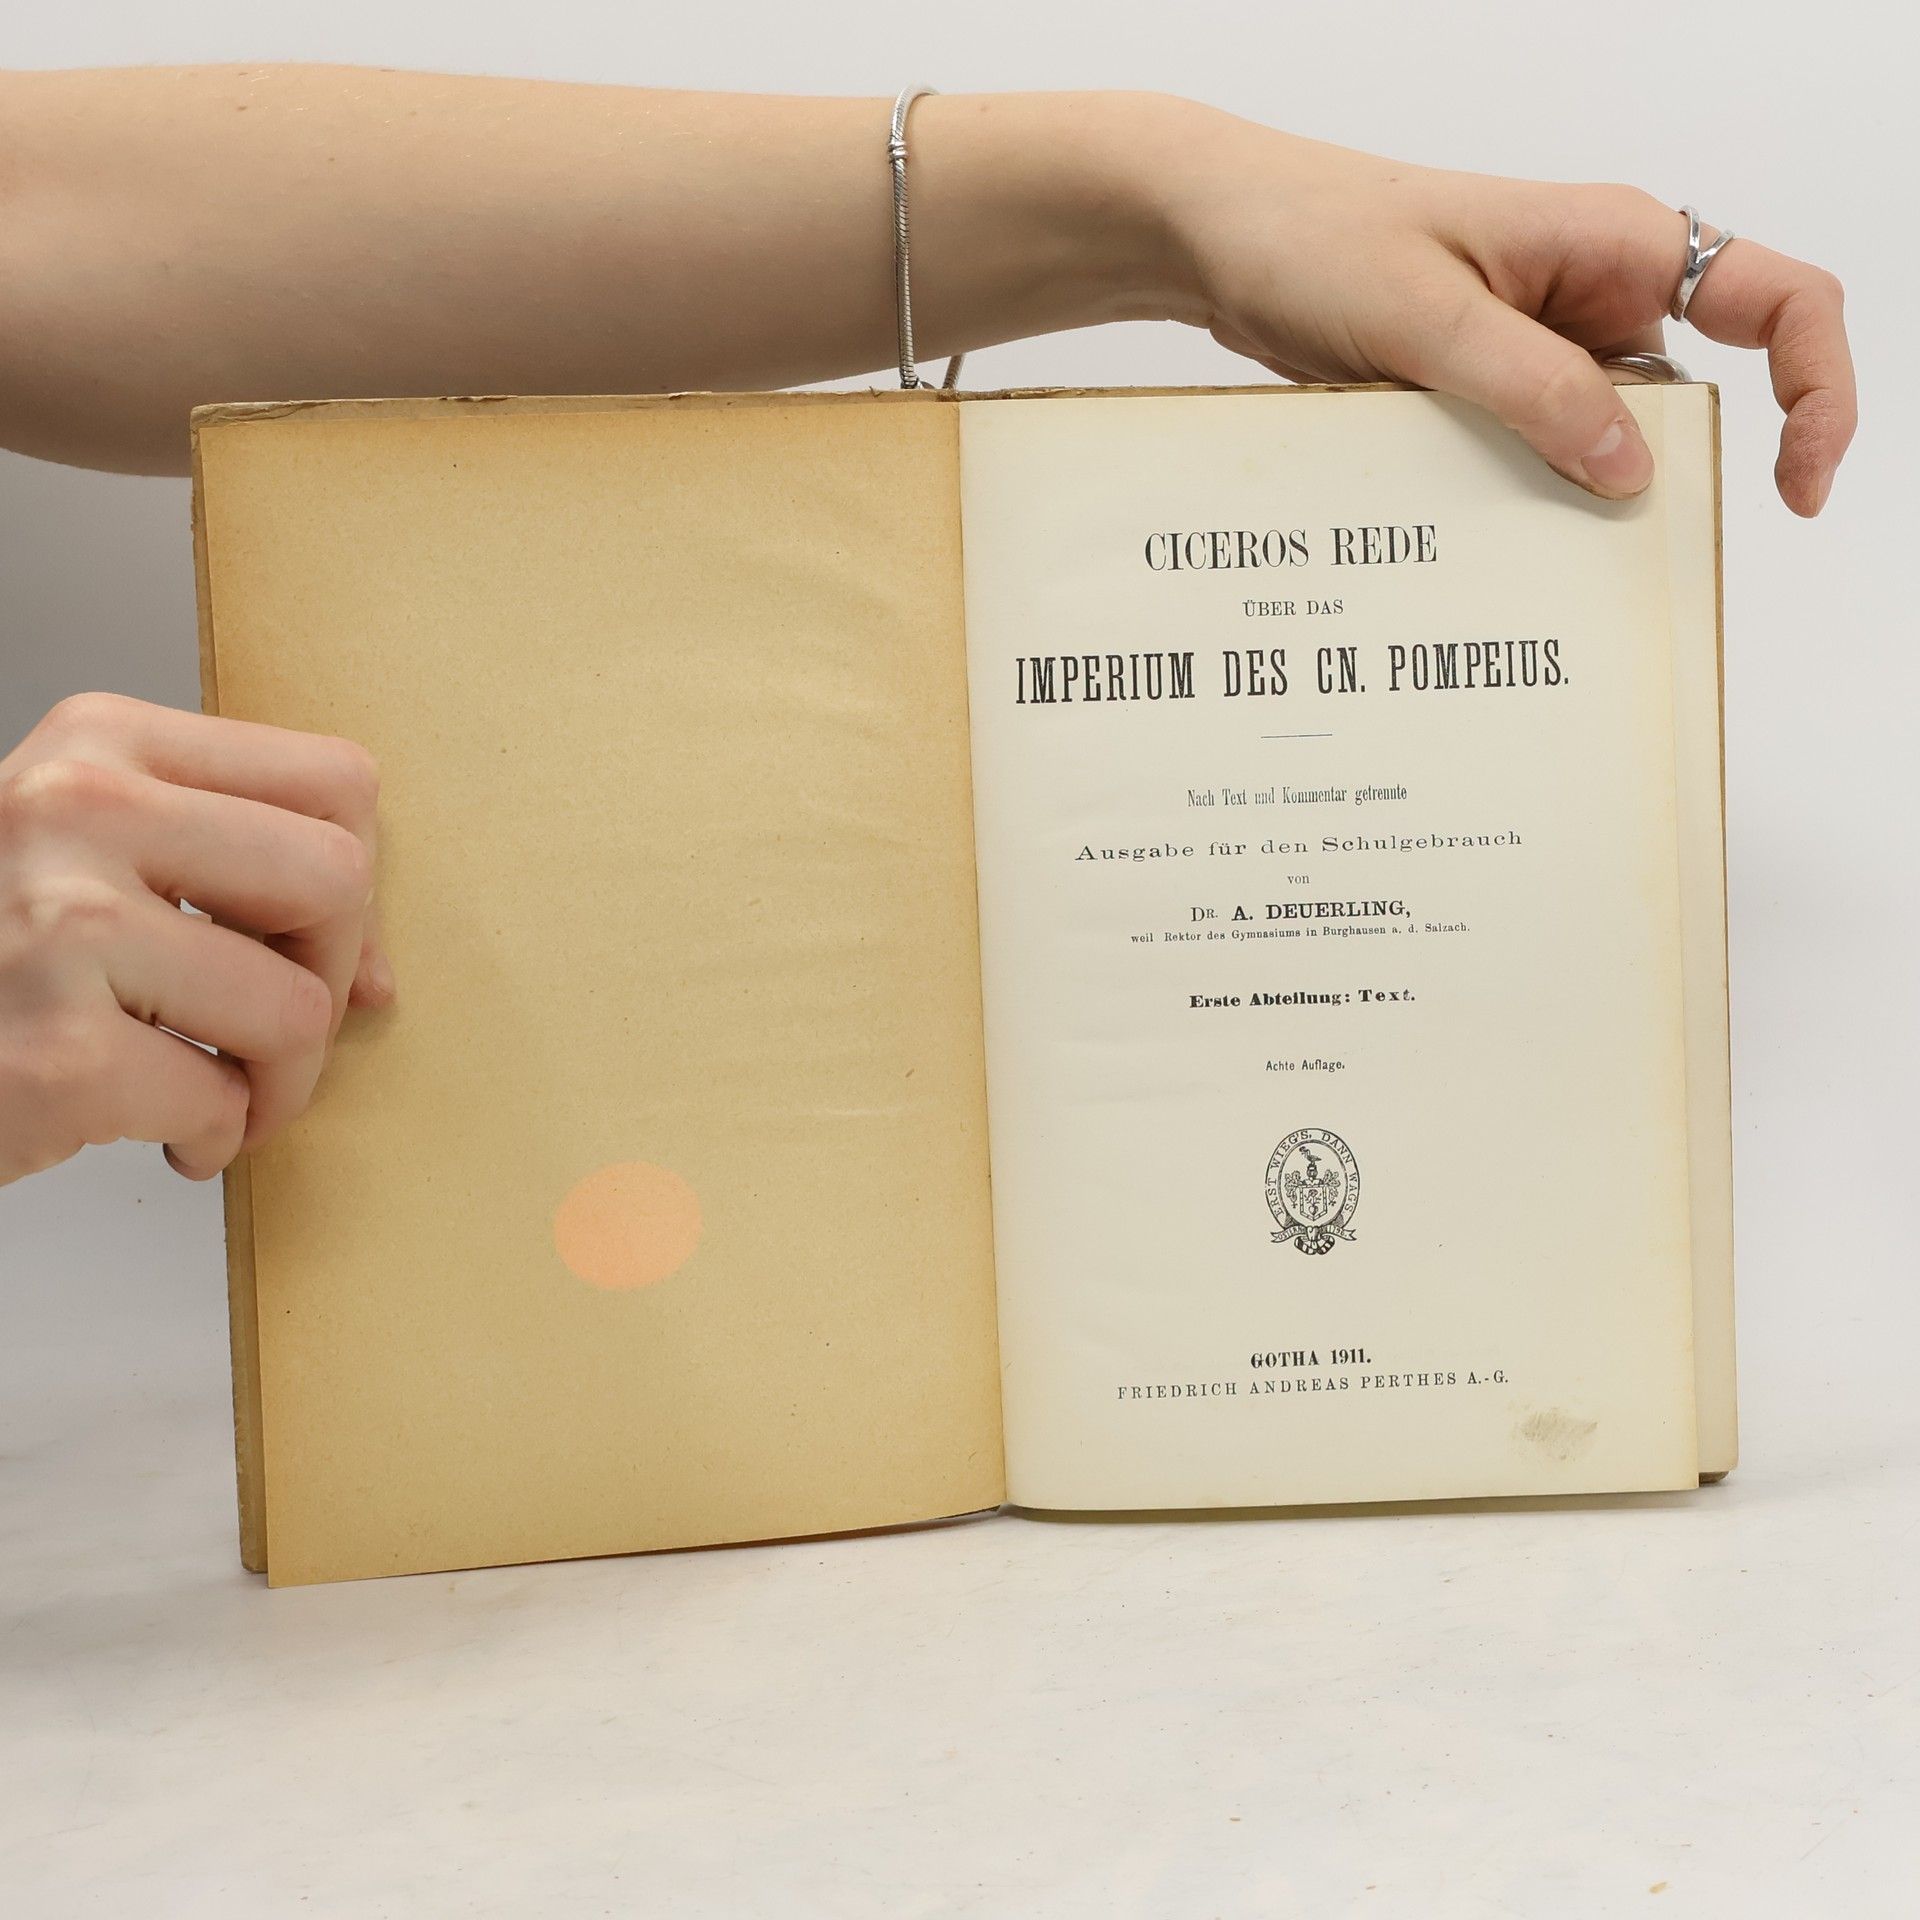 CICEROS REDE
ÜBER DAS
IMPERIUM DES CN. POMPEIUS.
Nach Text und Kommentar getrennte
Ausgabe für den Schulgebrauch
von
DR. A. DEUERLING,
weil Rektor des Gymnasiums in Burghausen a. d. Salzach.
Erste Abteilung: Text.
Achte Auflage.
ERST WIEG'S, DANN WAG'S.
GOTHA 1911.
FRIEDRICH ANDREAS PERTHES A.-G.